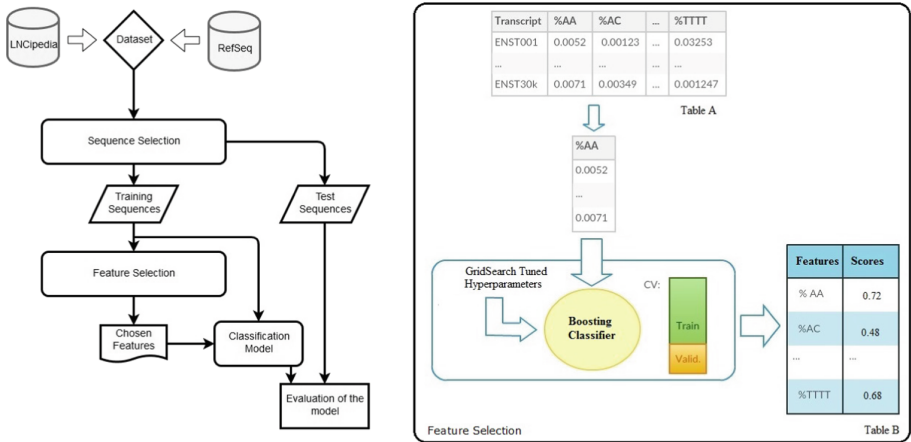 LNCipedia
Dataset
RefSeq
Sequence Selection
Training
Sequences
Test
Sequences
Feature Selection
Chosen
Features
Classification
Model
Evaluation of the
model
Transcript %AA %AC ... %TTTT
ENST001 0.0052 0.00123 ... 0.03253
... ... ... ...
ENST30k 0.0071 0.00349 ... 0.001247
Table A
%AA
0.0052
...
0.0071
GridSearch Tuned
Hyperparameters
Boosting
Classifier
CV:
Train
Valid.
Features Scores
% AA 0.72
%AC 0.48
... ...
%TTTT 0.68
Table B
Feature Selection